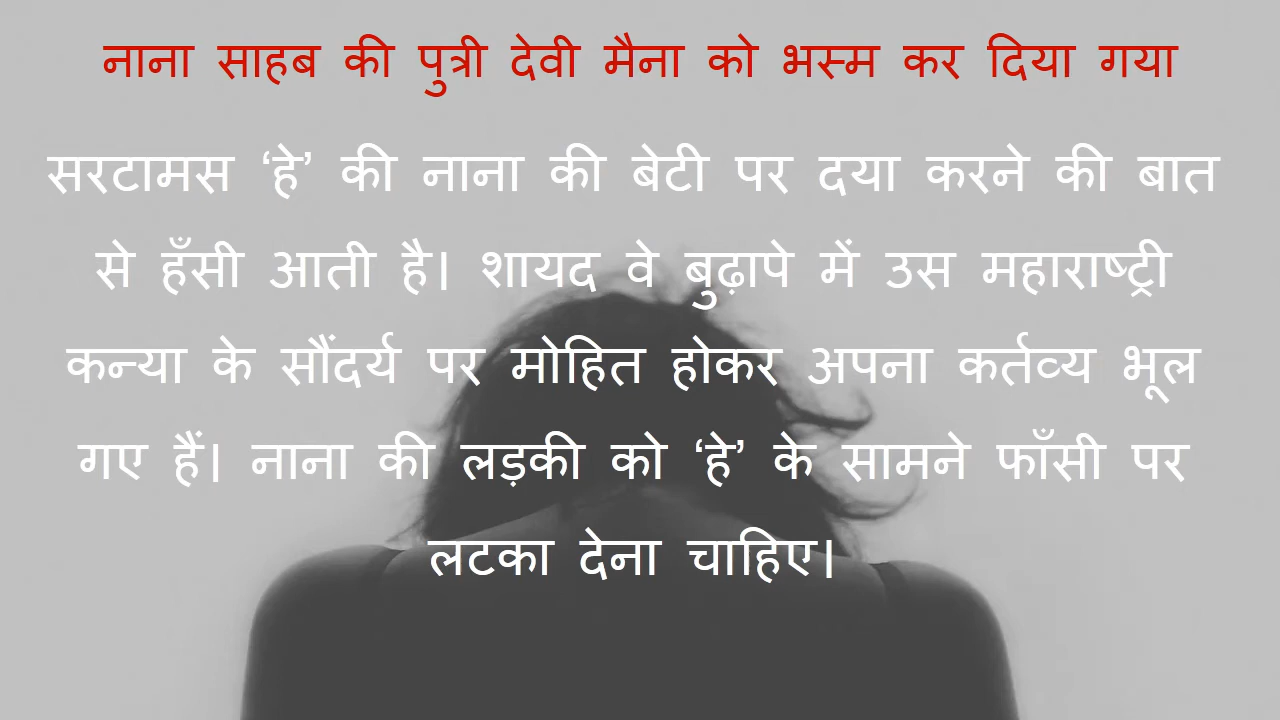 नाना साहब की पुत्री देवी मैना को भस्म कर दिया गया
सरटामस ‘हे’ की नाना की बेटी पर दया करने की बात
से हँसी आती है। शायद वे बुढ़ापे में उस महाराष्ट्री
कन्या के सौंदर्य पर मोहित होकर अपना कर्तव्य भूल
गए हैं। नाना की लड़की को ‘हे’ के सामने फाँसी पर
लटका देना चाहिए।